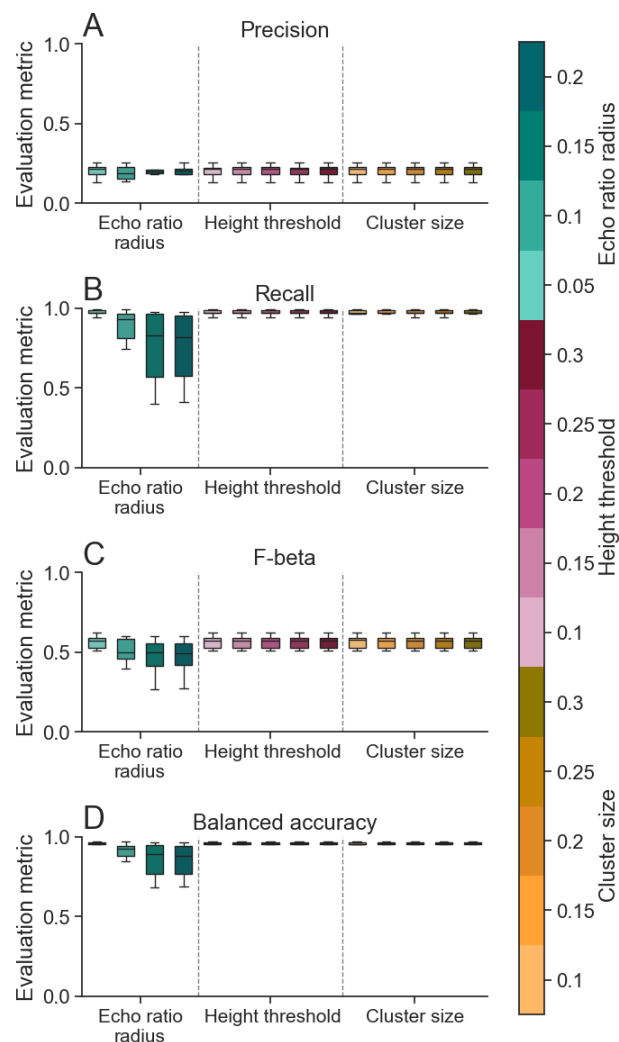 A
Precision
Evaluation metric
1.0
0.5
0.0
Echo ratio
radius
Height threshold
Cluster size
B
Recall
Evaluation metric
1.0
0.5
0.0
Echo ratio
radius
Height threshold
Cluster size
C
F-beta
Evaluation metric
1.0
0.5
0.0
Echo ratio
radius
Height threshold
Cluster size
D
Balanced accuracy
Evaluation metric
1.0
0.5
0.0
Echo ratio
radius
Height threshold
Cluster size
0.2
0.15
0.1
0.05
Echo ratio radius
0.3
0.25
0.2
0.15
0.1
Height threshold
0.3
0.25
0.2
0.15
0.1
Cluster size